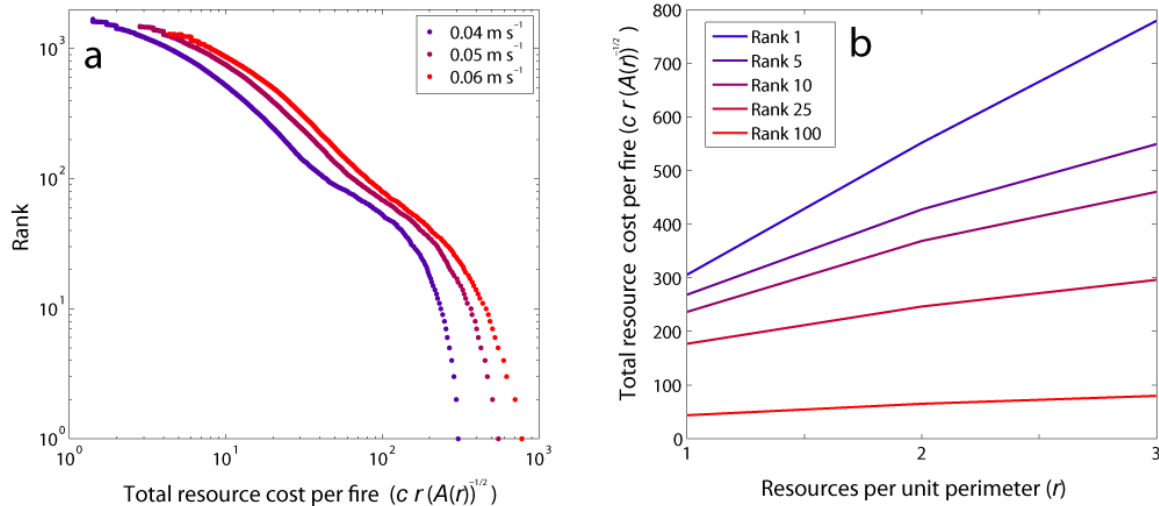 a
0.04 m s⁻¹
0.05 m s⁻¹
0.06 m s⁻¹
10³
10²
10¹
10⁰
Rank
10⁰ 10¹ 10² 10³
Total resource cost per fire (c r (A(r))⁻¹/²)
b
Rank 1
Rank 5
Rank 10
Rank 25
Rank 100
800
700
600
500
400
300
200
100
0
Total resource cost per fire (c r (A(r))⁻¹/²)
1 2 3
Resources per unit perimeter (r)